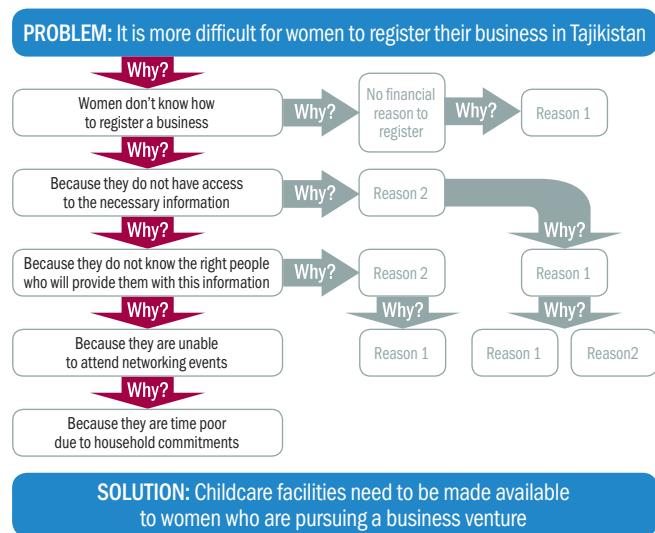 PROBLEM: It is more difficult for women to register their business in Tajikistan
Why?
Women don't know how
to register a business
Why?
No financial
reason to
register
Why?
Reason 1
Why?
Because they do not have access
to the necessary information
Why?
Reason 2
Why?
Why?
Because they do not know the right people
who will provide them with this information
Why?
Reason 2
Reason 1
Why?
Why?
Why?
Because they are unable
to attend networking events
Reason 1
Reason 1
Reason2
Why?
Because they are time poor
due to household commitments
SOLUTION: Childcare facilities need to be made available
to women who are pursuing a business venture